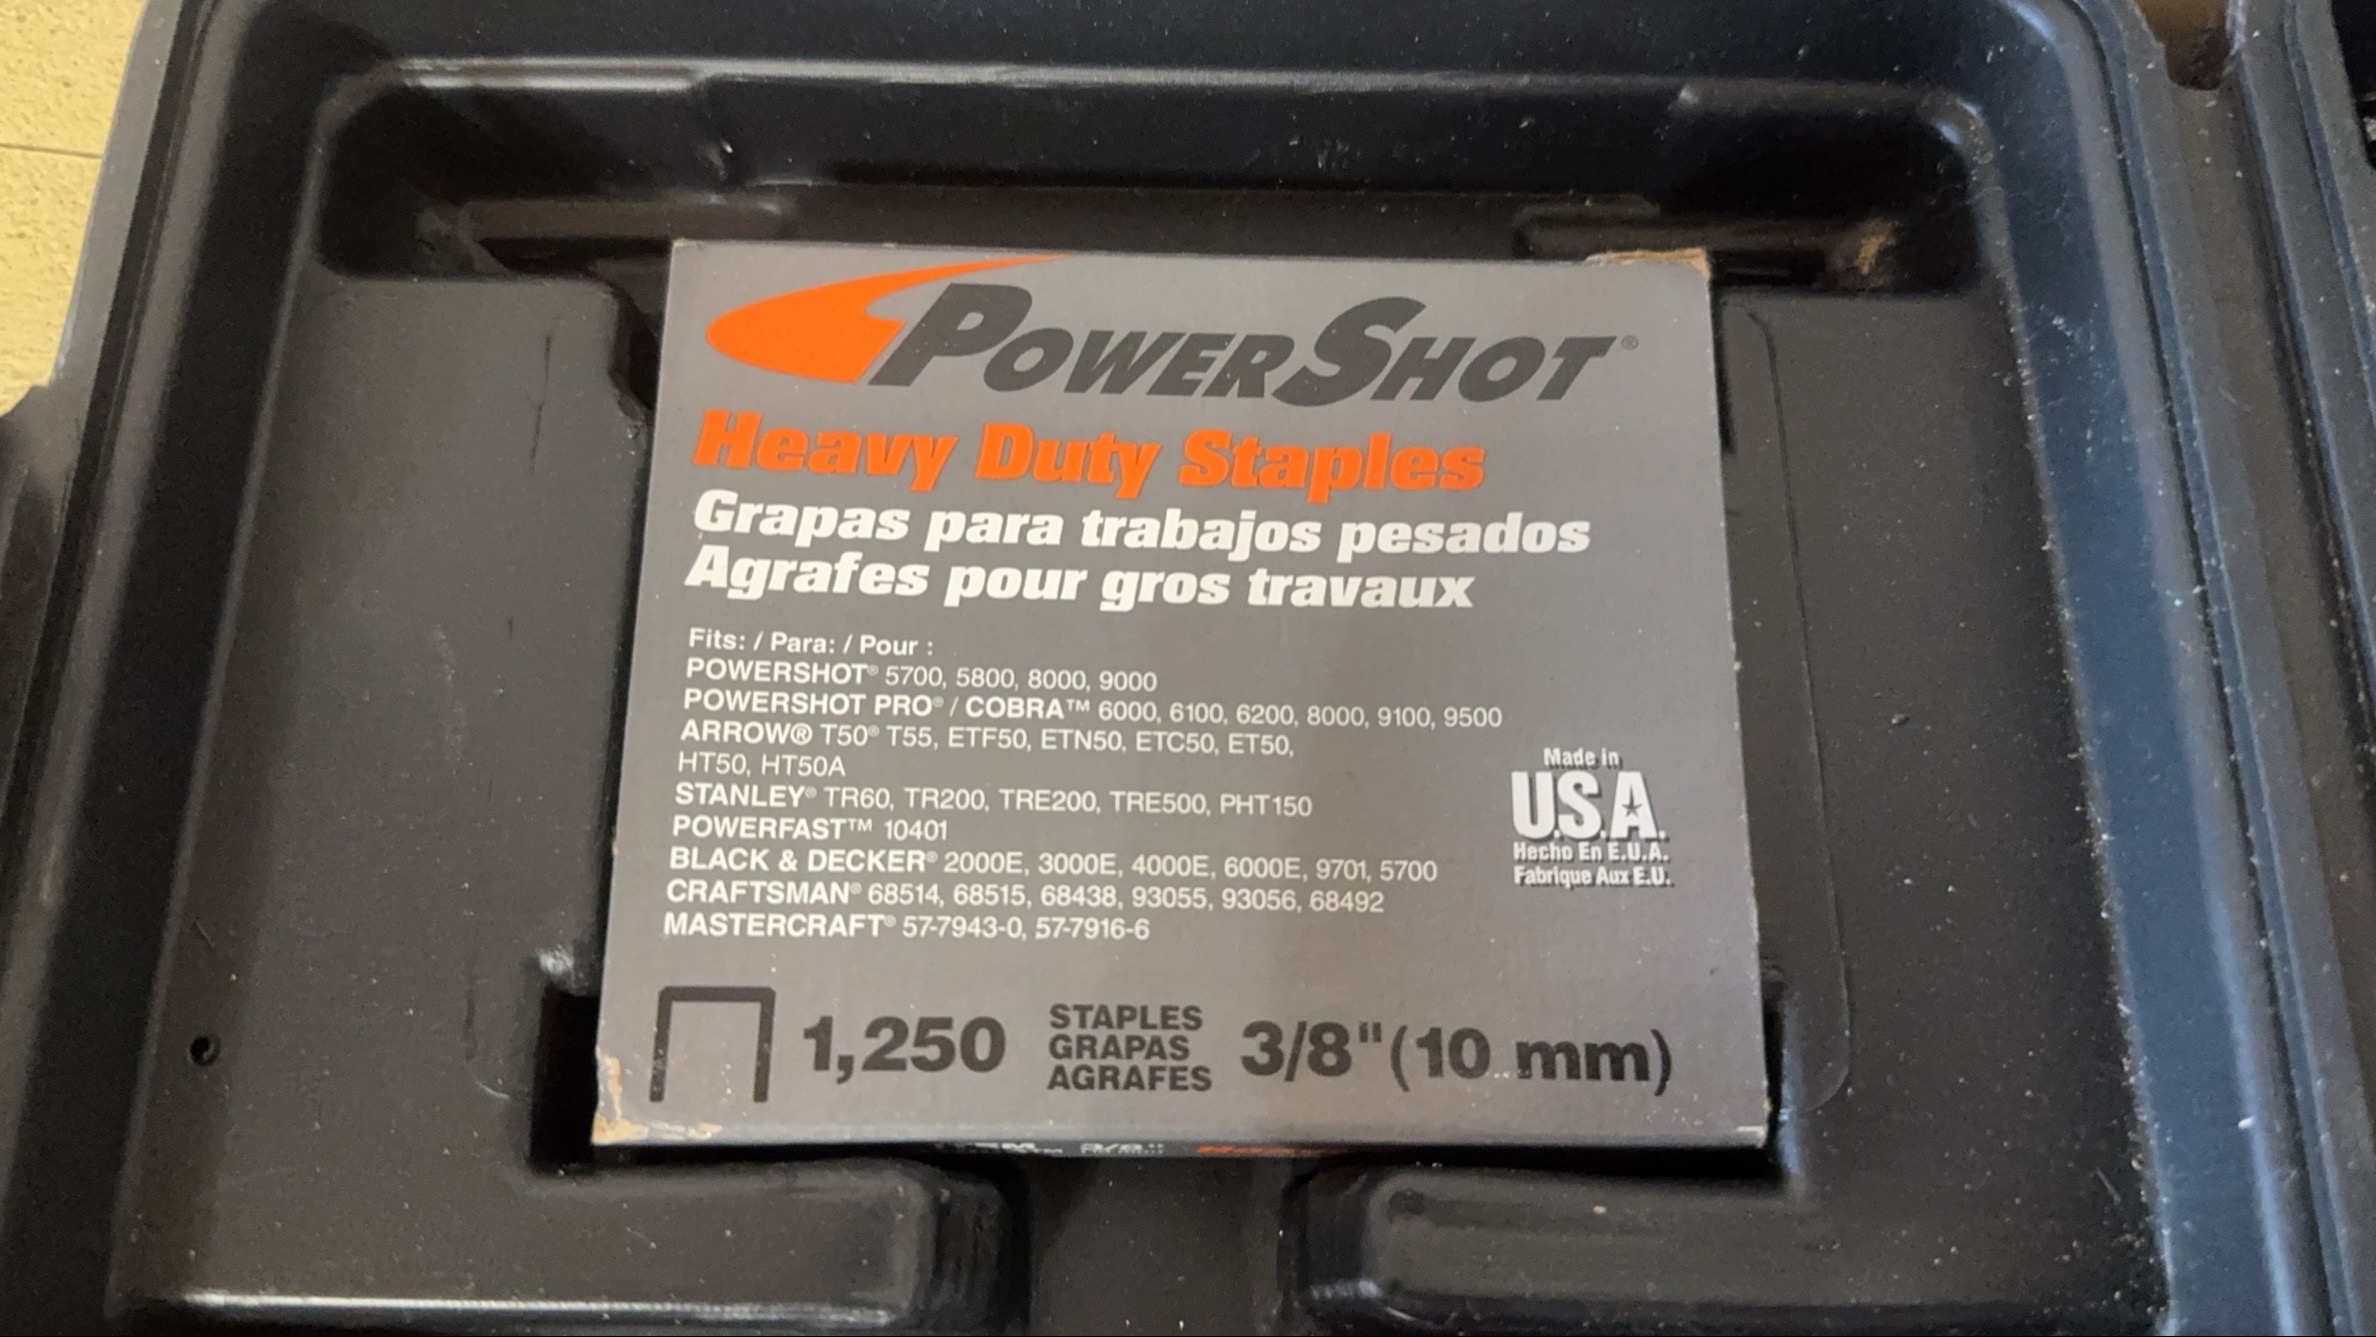 POWERSHOT®
Heavy Duty Staples
Grapas para trabajos pesados
Agrafes pour gros travaux
Fits: / Para: / Pour :
POWERSHOT® 5700, 5800, 8000, 9000
POWERSHOT PRO® / COBRA™ 6000, 6100, 6200, 8000, 9100, 9500
ARROW® T50® T55, ETF50, ETN50, ETC50, ET50,
HT50, HT50A
STANLEY® TR60, TR200, TRE200, TRE500, PHT150
POWERFAST™ 10401
BLACK & DECKER® 2000E, 3000E, 4000E, 6000E, 9701, 5700
CRAFTSMAN® 68514, 68515, 68438, 93055, 93056, 68492
MASTERCRAFT® 57-7943-0, 57-7916-6
Made in
U.S.A.
Hecho En E.U.A.
Fabrique Aux E.U.
1,250
STAPLES
GRAPAS
AGRAFES
3/8" (10 mm)